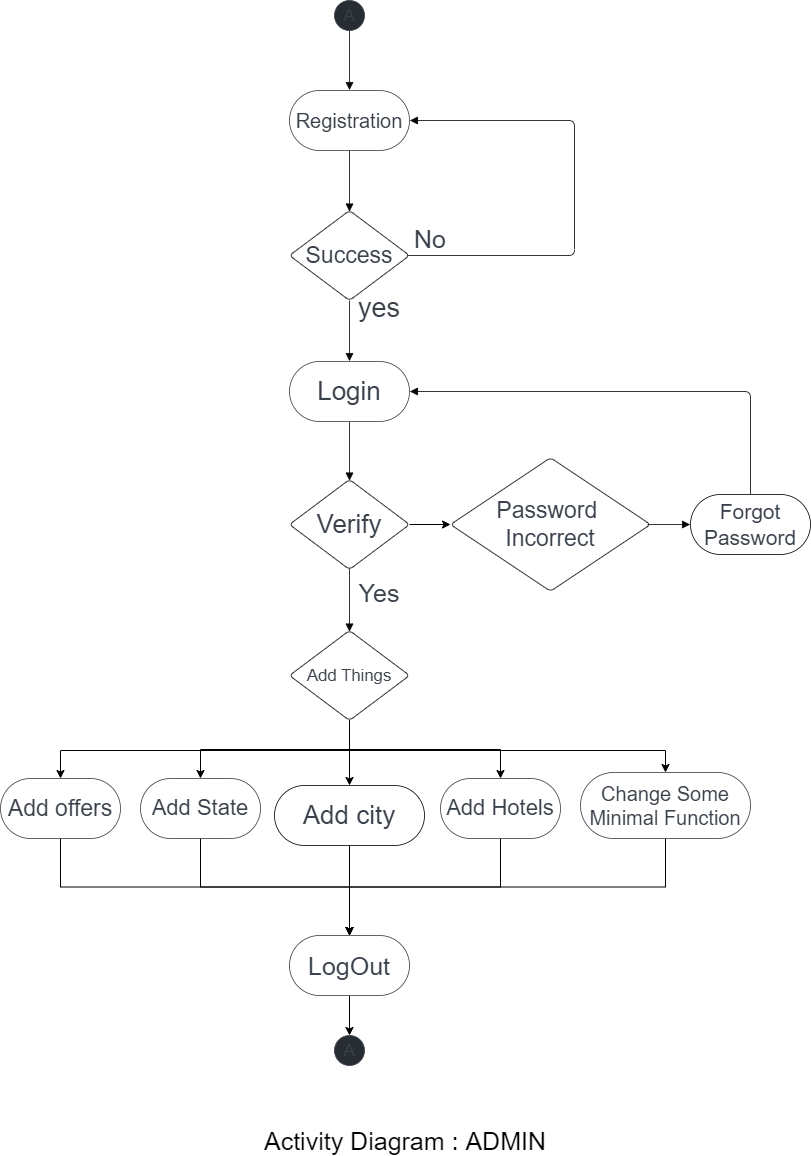 A
Registration
Success
No
yes
Login
Verify
Password
Incorrect
Forgot
Password
Yes
Add Things
Add offers
Add State
Add city
Add Hotels
Change Some
Minimal Function
LogOut
A
Activity Diagram : ADMIN